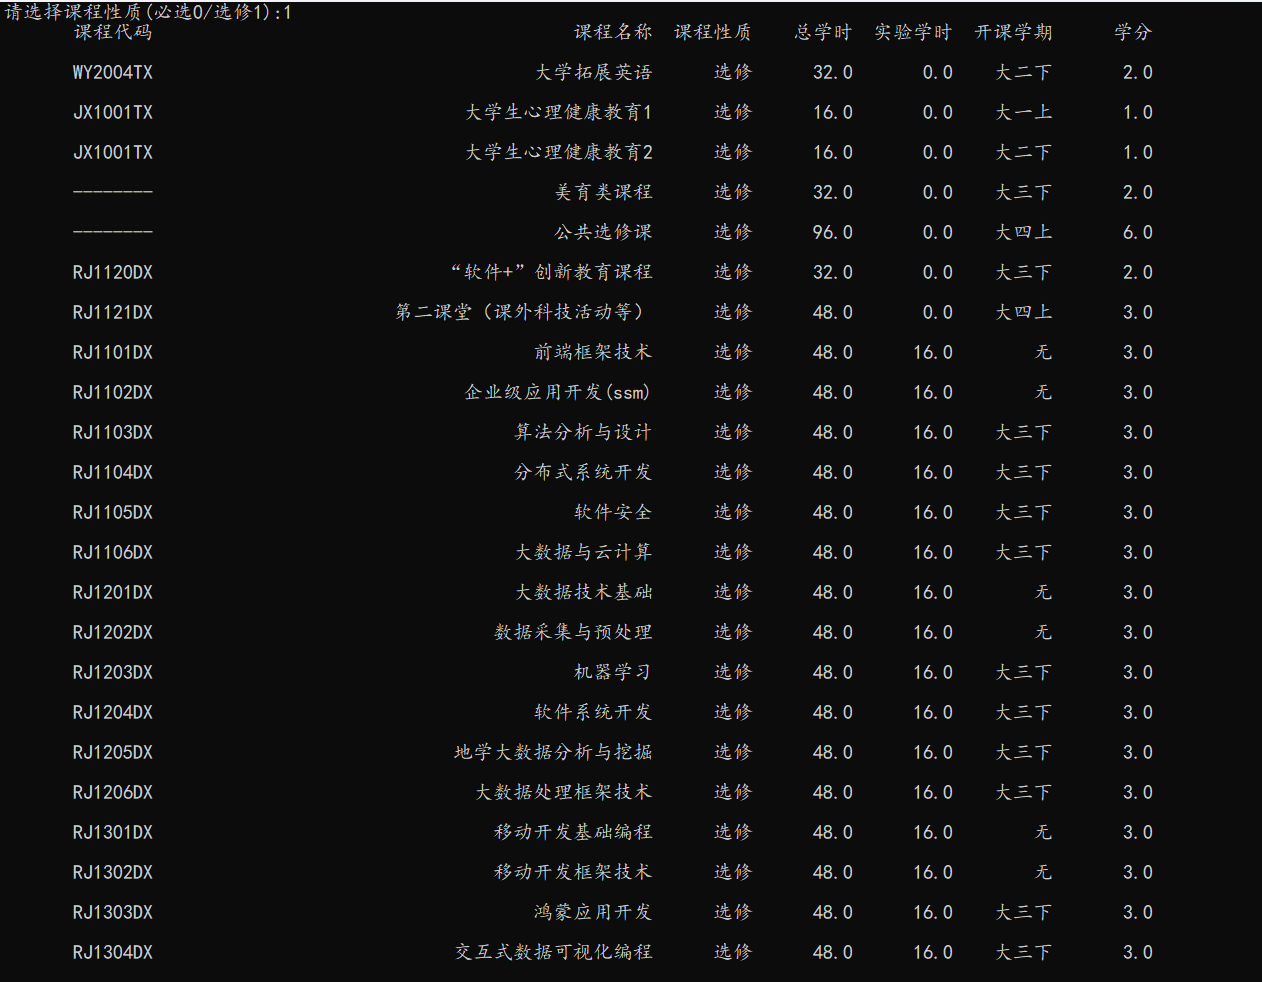 请选择课程性质(必选0/选修1):1
课程代码 课程名称 课程性质 总学时 实验学时 开课学期 学分
WY2004TX 大学拓展英语 选修 32.0 0.0 大二下 2.0
JX1001TX 大学生心理健康教育1 选修 16.0 0.0 大一上 1.0
JX1001TX 大学生心理健康教育2 选修 16.0 0.0 大二下 1.0
-------- 美育类课程 选修 32.0 0.0 大三下 2.0
-------- 公共选修课 选修 96.0 0.0 大四上 6.0
RJ1120DX “软件+”创新教育课程 选修 32.0 0.0 大三下 2.0
RJ1121DX 第二课堂（课外科技活动等） 选修 48.0 0.0 大四上 3.0
RJ1101DX 前端框架技术 选修 48.0 16.0 无 3.0
RJ1102DX 企业级应用开发(ssm) 选修 48.0 16.0 无 3.0
RJ1103DX 算法分析与设计 选修 48.0 16.0 大三下 3.0
RJ1104DX 分布式系统开发 选修 48.0 16.0 大三下 3.0
RJ1105DX 软件安全 选修 48.0 16.0 大三下 3.0
RJ1106DX 大数据与云计算 选修 48.0 16.0 大三下 3.0
RJ1201DX 大数据技术基础 选修 48.0 16.0 无 3.0
RJ1202DX 数据采集与预处理 选修 48.0 16.0 无 3.0
RJ1203DX 机器学习 选修 48.0 16.0 大三下 3.0
RJ1204DX 软件系统开发 选修 48.0 16.0 大三下 3.0
RJ1205DX 地学大数据分析与挖掘 选修 48.0 16.0 大三下 3.0
RJ1206DX 大数据处理框架技术 选修 48.0 16.0 大三下 3.0
RJ1301DX 移动开发基础编程 选修 48.0 16.0 无 3.0
RJ1302DX 移动开发框架技术 选修 48.0 16.0 无 3.0
RJ1303DX 鸿蒙应用开发 选修 48.0 16.0 大三下 3.0
RJ1304DX 交互式数据可视化编程 选修 48.0 16.0 大三下 3.0